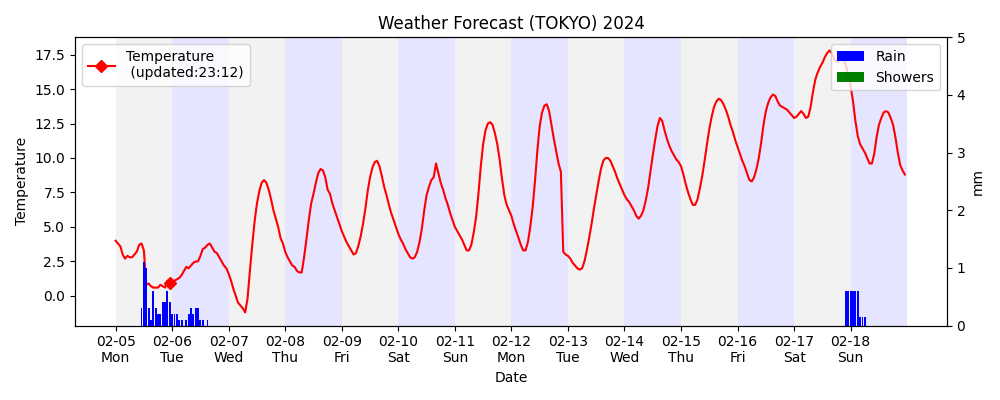 Weather Forecast (TOKYO) 2024
Temperature
(updated:23:12)
Rain
Showers
17.5
15.0
12.5
10.0
7.5
5.0
2.5
0.0
Temperature
5
4
3
2
1
0
mm
02-05 02-06 02-07 02-08 02-09 02-10 02-11 02-12 02-13 02-14 02-15 02-16 02-17 02-18
Mon Tue Wed Thu Fri Sat Sun Mon Tue Wed Thu Fri Sat Sun
Date